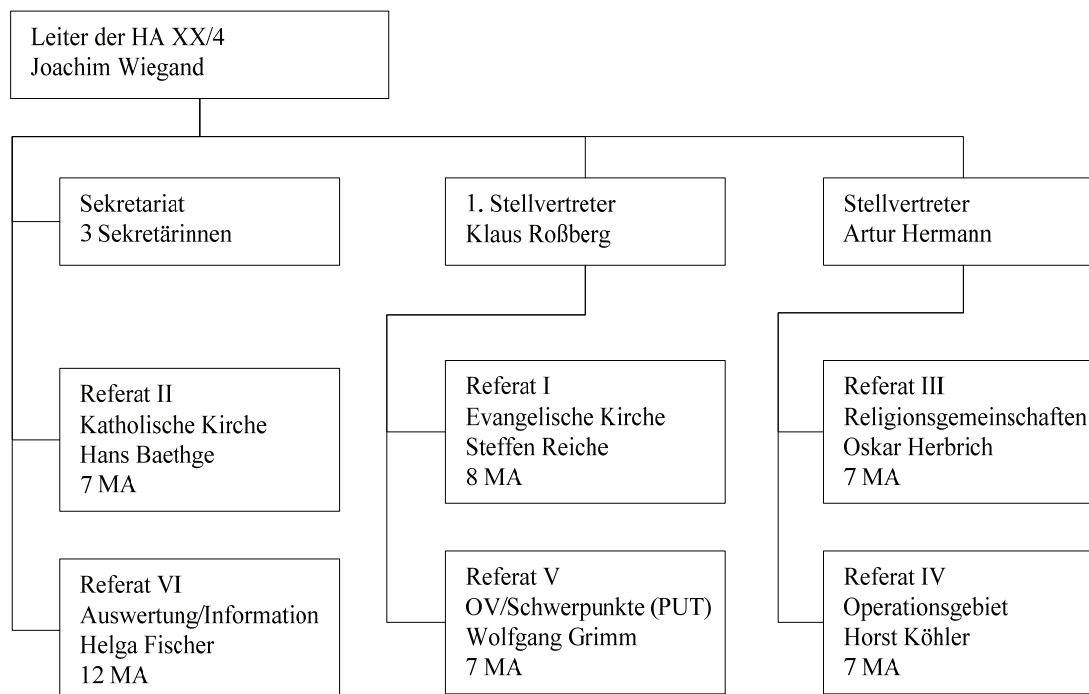 Leiter der HA XX/4
Joachim Wiegand
Sekretariat
3 Sekretärinnen
1. Stellvertreter
Klaus Roßberg
Stellvertreter
Artur Hermann
Referat II
Katholische Kirche
Hans Baethge
7 MA
Referat I
Evangelische Kirche
Steffen Reiche
8 MA
Referat III
Religionsgemeinschaften
Oskar Herbrich
7 MA
Referat VI
Auswertung/Information
Helga Fischer
12 MA
Referat V
OV/Schwerpunkte (PUT)
Wolfgang Grimm
7 MA
Referat IV
Operationsgebiet
Horst Köhler
7 MA